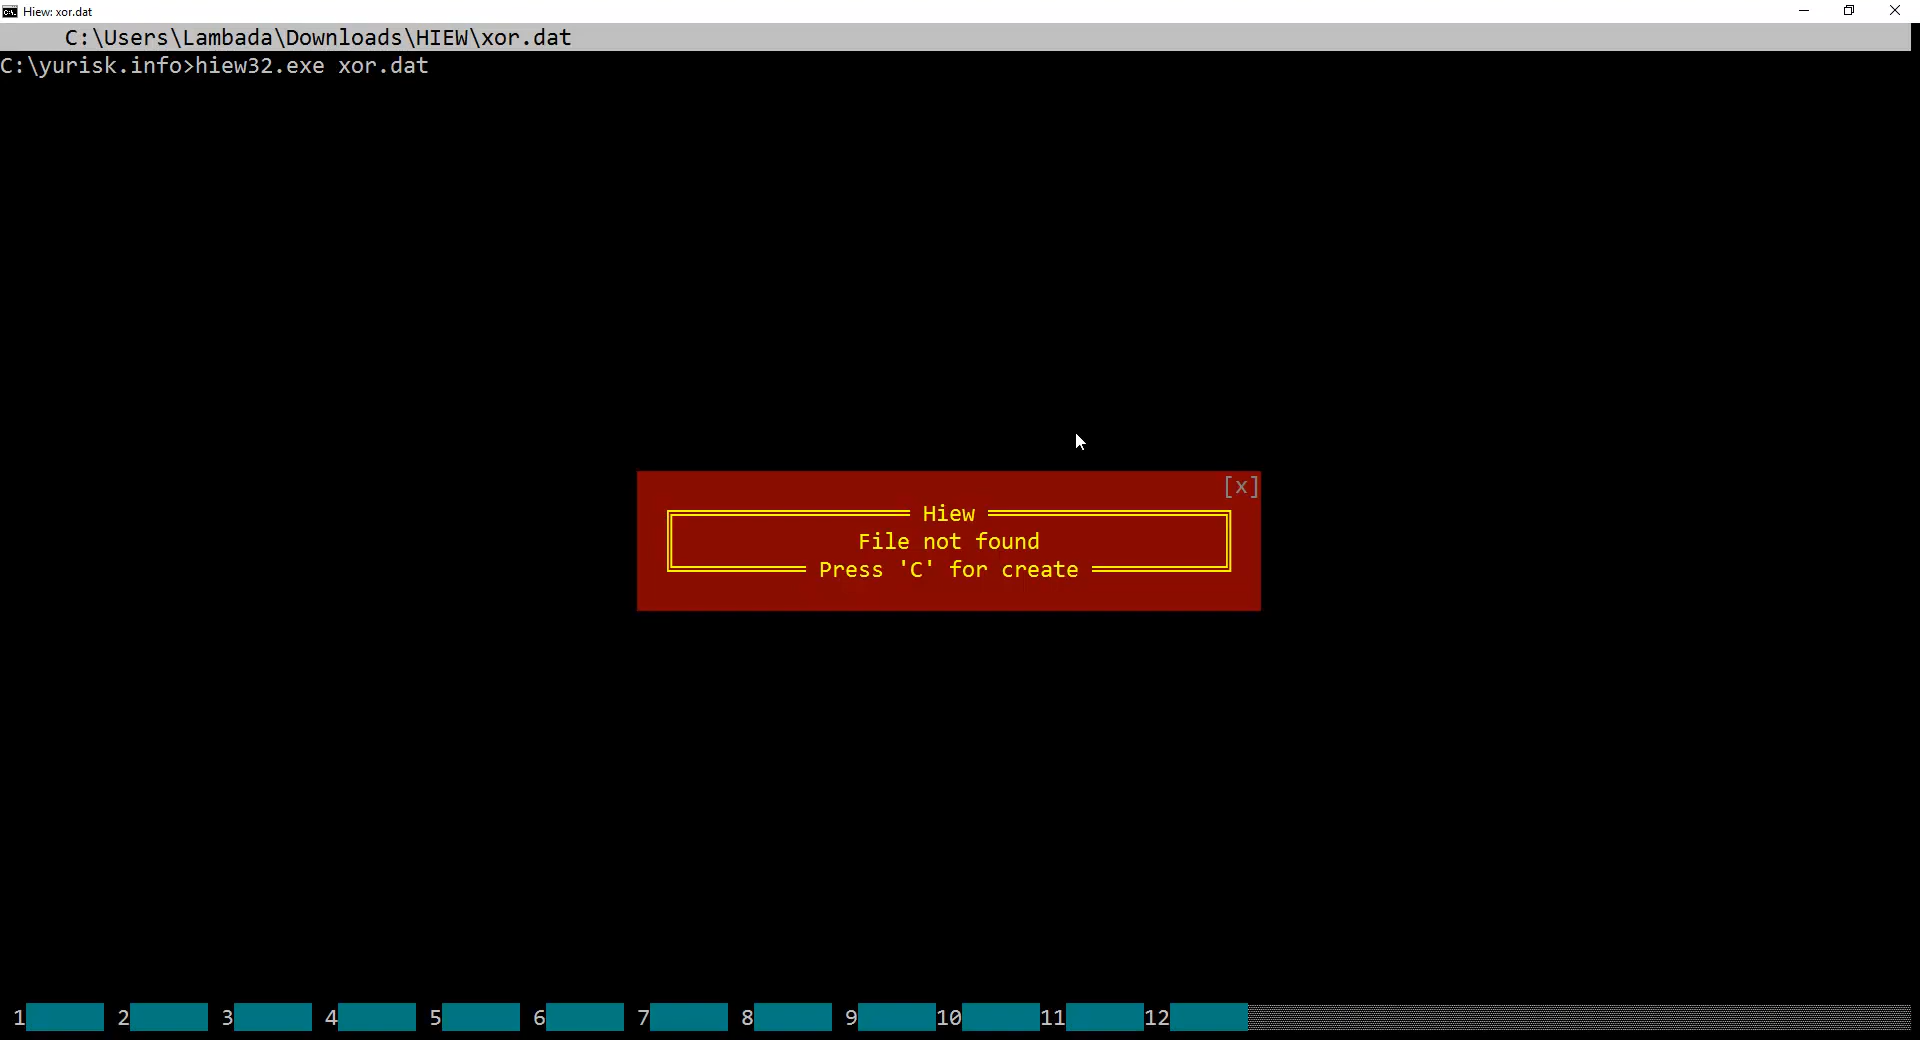 Hiew: xor.dat
C:\Users\Lambada\Downloads\HIEW\xor.dat
C:\yurisk.info>hiew32.exe xor.dat
[x]
Hiew
File not found
Press 'C' for create
1 2 3 4 5 6 7 8 9 10 11 12